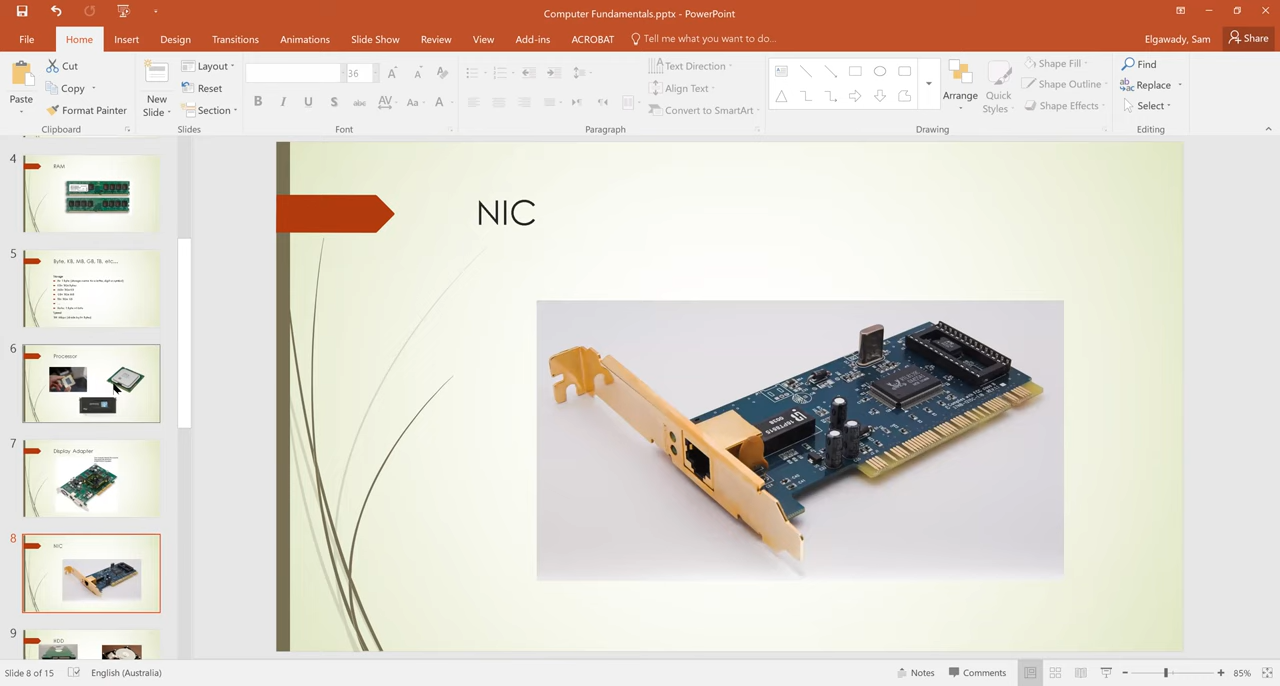 Computer Fundamentals.pptx - PowerPoint
File
Home
Insert
Design
Transitions
Animations
Slide Show
Review
View
Add-ins
ACROBAT
Tell me what you want to do...
Elgawady, Sam
Share
Paste
Cut
Copy
Format Painter
Clipboard
New Slide
Layout
Reset
Section
Slides
36
Font
Text Direction
Align Text
Convert to SmartArt
Paragraph
Arrange
Quick Styles
Shape Fill
Shape Outline
Shape Effects
Drawing
Find
Replace
Select
Editing
4
RAM
5
Byte, KB, MB, GB, TB, etc...
6
Processor
7
Display Adapter
8
NIC
9
HDD
NIC
Slide 8 of 15
English (Australia)
Notes
Comments
85%